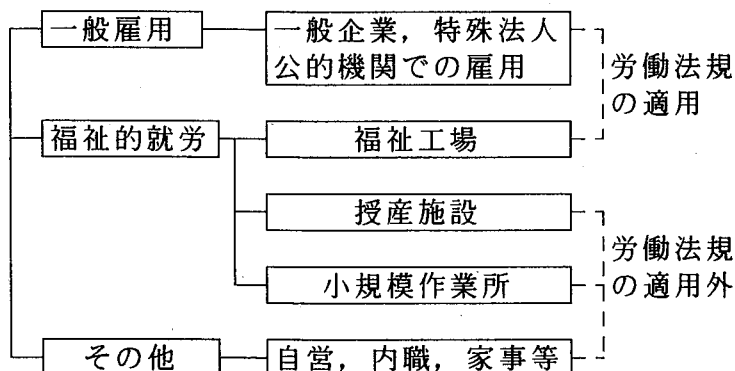 一般雇用
一般企業，特殊法人
公的機関での雇用
労働法規
の適用
福祉的就労
福祉工場
授産施設
小規模作業所
労働法規
の適用外
その他
自営，内職，家事等